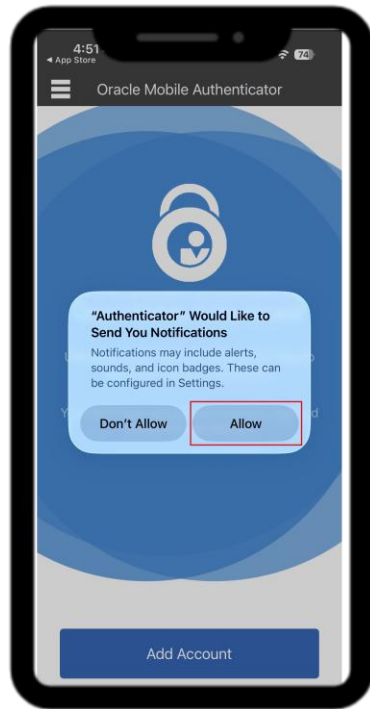 4:51
◄ App Store
74
Oracle Mobile Authenticator
“Authenticator” Would Like to
Send You Notifications
Notifications may include alerts,
sounds, and icon badges. These can
be configured in Settings.
Don’t Allow
Allow
Add Account